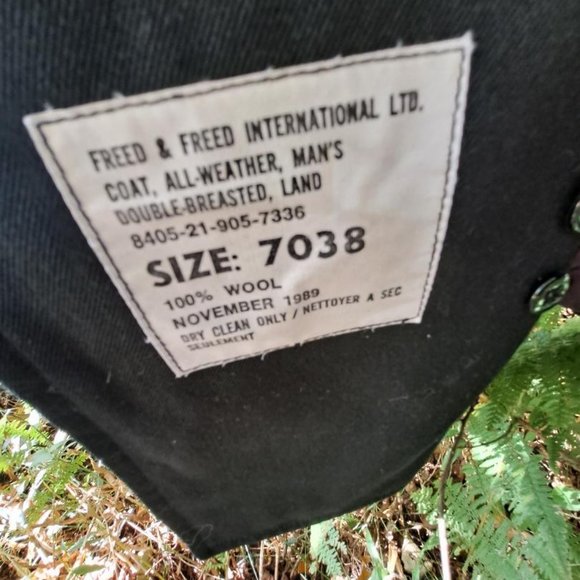 FREED & FREED INTERNATIONAL LTD.
COAT, ALL-WEATHER, MAN'S
DOUBLE-BREASTED, LAND
8405-21-905-7336
SIZE: 7038
100% WOOL
NOVEMBER 1989
DRY CLEAN ONLY / NETTOYER A SEC
SEULEMENT